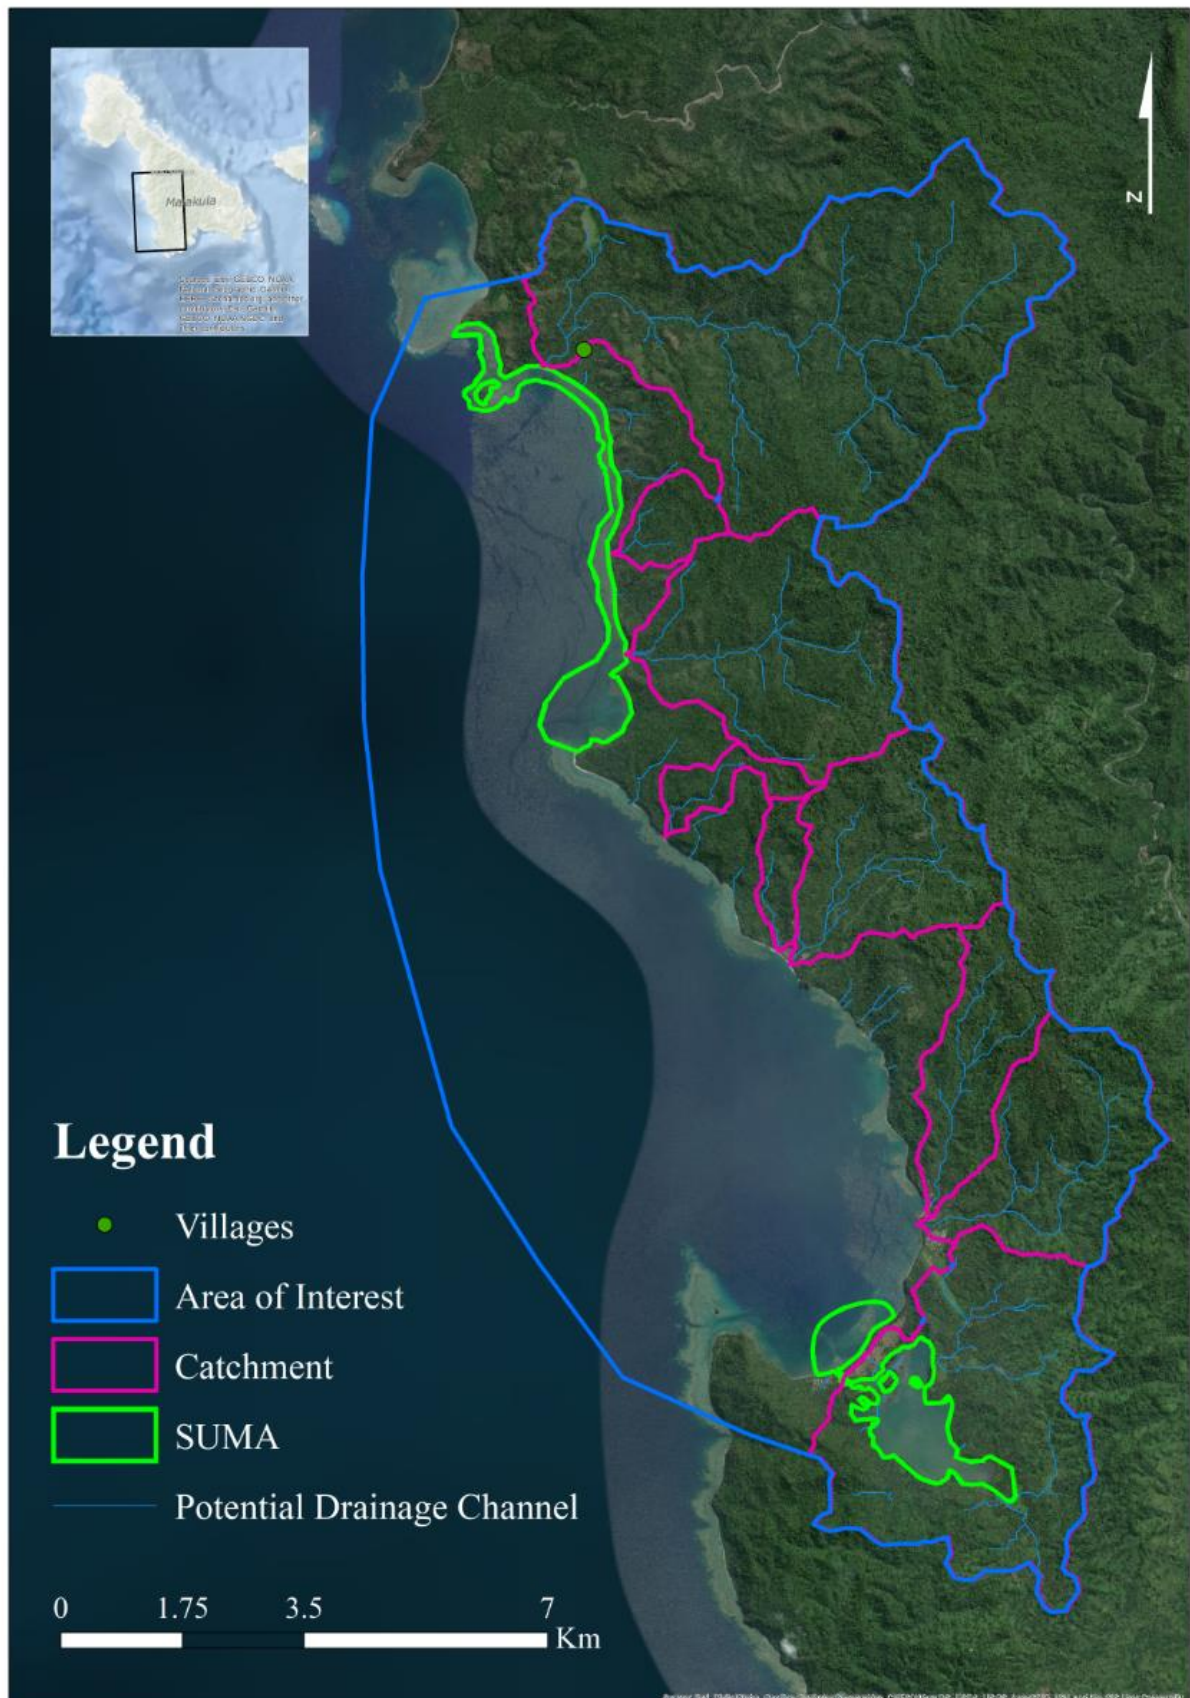 Malakula
N
Legend
Villages
Area of Interest
Catchment
SUMA
Potential Drainage Channel
0 1.75 3.5 7
Km